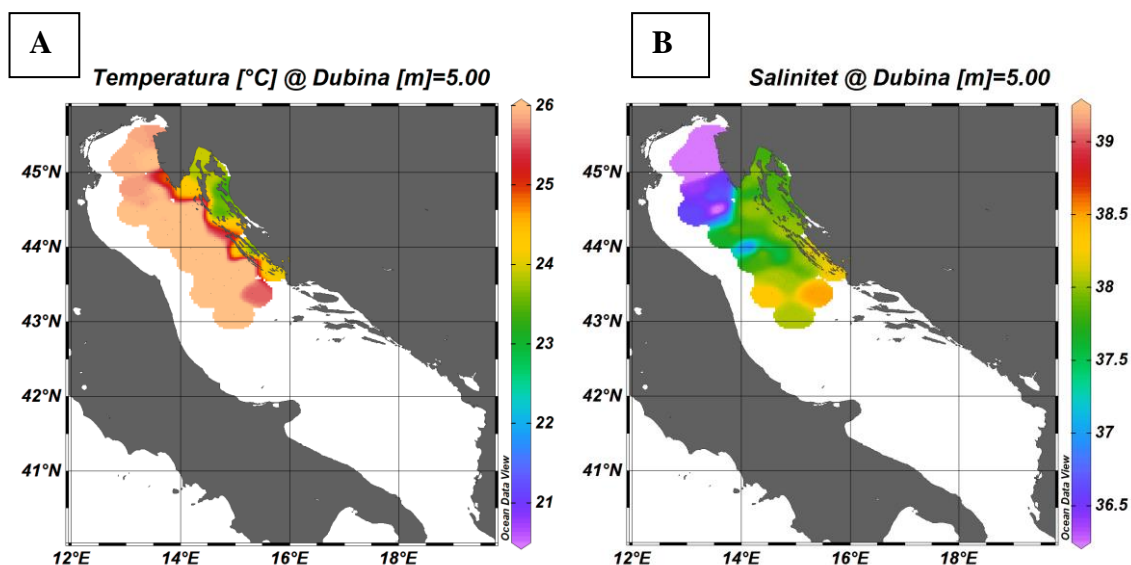 A
Temperatura [°C] @ Dubina [m]=5.00
45°N
44°N
43°N
42°N
41°N
12°E
14°E
16°E
18°E
26
25
24
23
22
21
Ocean Data View
B
Salinitet @ Dubina [m]=5.00
45°N
44°N
43°N
42°N
41°N
12°E
14°E
16°E
18°E
39
38.5
38
37.5
37
36.5
Ocean Data View